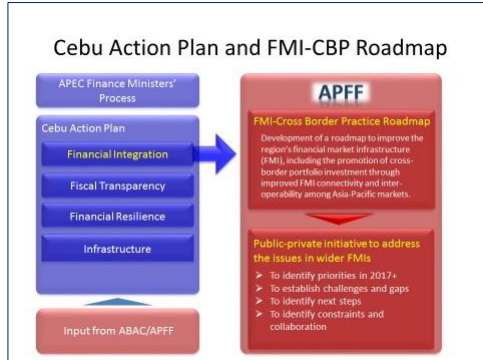 Cebu Action Plan and FMI-CBP Roadmap
APEC Finance Ministers'
Process
Cebu Action Plan
Financial Integration
Fiscal Transparency
Financial Resilience
Infrastructure
Input from ABAC/APFF
APFF
FMI-Cross Border Practice Roadmap
Development of a roadmap to improve the
region's financial market infrastructure
(FMI), including the promotion of cross-
border portfolio investment through
improved FMI connectivity and inter-
operability among Asia-Pacific markets.
Public-private initiative to address
the issues in wider FMIs
➢ To identify priorities in 2017+
➢ To establish challenges and gaps
➢ To identify next steps
➢ To identify constraints and
collaboration